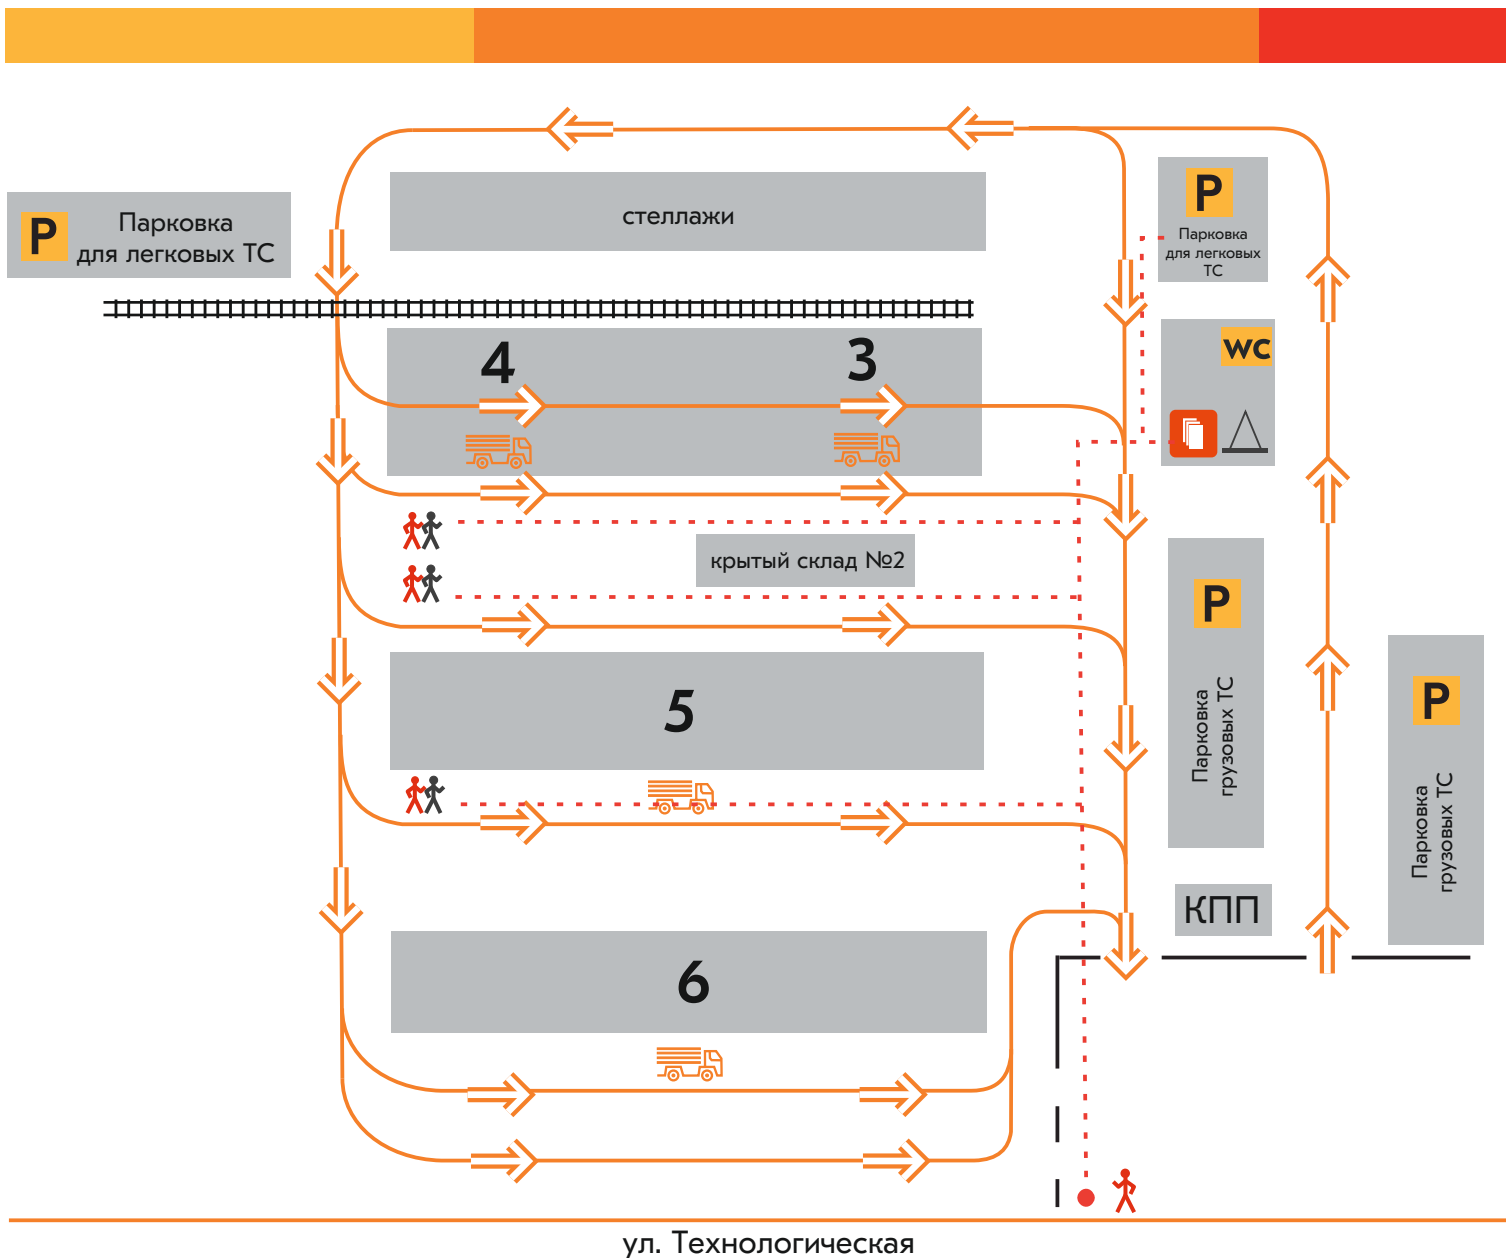 стеллажи
P
Парковка
для легковых ТС
P
Парковка
для легковых
ТС
4
3
WC
крытый склад №2
P
Парковка
грузовых ТС
5
P
Парковка
грузовых ТС
КПП
6
ул. Технологическая